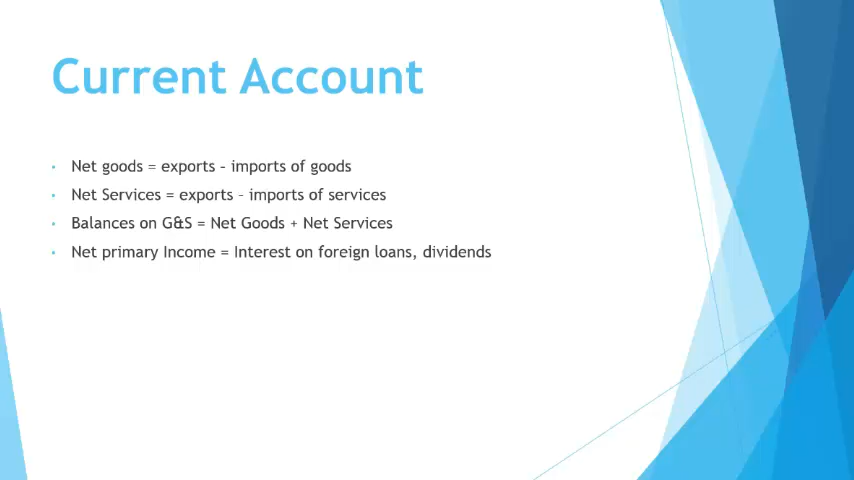 Current Account
• Net goods = exports – imports of goods
• Net Services = exports – imports of services
• Balances on G&S = Net Goods + Net Services
• Net primary Income = Interest on foreign loans, dividends